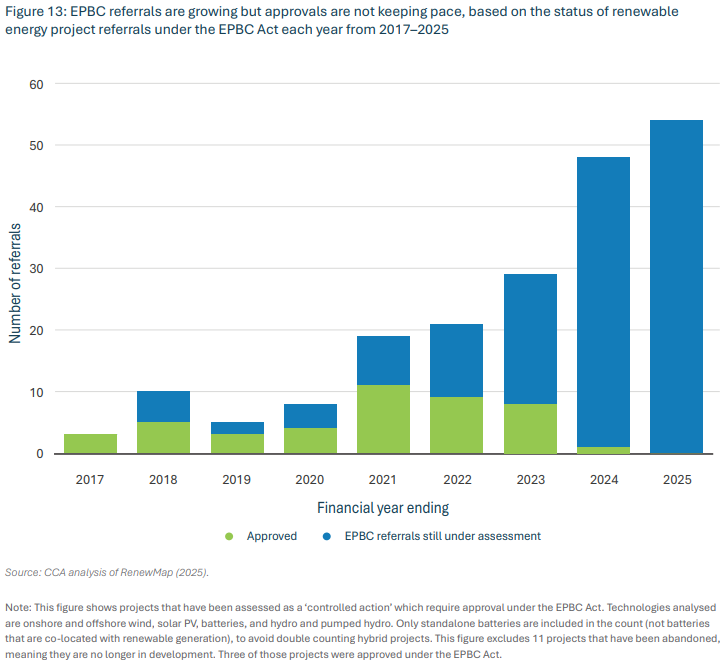 Figure 13: EPBC referrals are growing but approvals are not keeping pace, based on the status of renewable
energy project referrals under the EPBC Act each year from 2017–2025
60
50
40
30
20
10
0
Number of referrals
2017 2018 2019 2020 2021 2022 2023 2024 2025
Financial year ending
Approved EPBC referrals still under assessment
Source: CCA analysis of RenewMap (2025).
Note: This figure shows projects that have been assessed as a ‘controlled action’ which require approval under the EPBC Act. Technologies analysed
are onshore and offshore wind, solar PV, batteries, and hydro and pumped hydro. Only standalone batteries are included in the count (not batteries
that are co-located with renewable generation), to avoid double counting hybrid projects. This figure excludes 11 projects that have been abandoned,
meaning they are no longer in development. Three of those projects were approved under the EPBC Act.